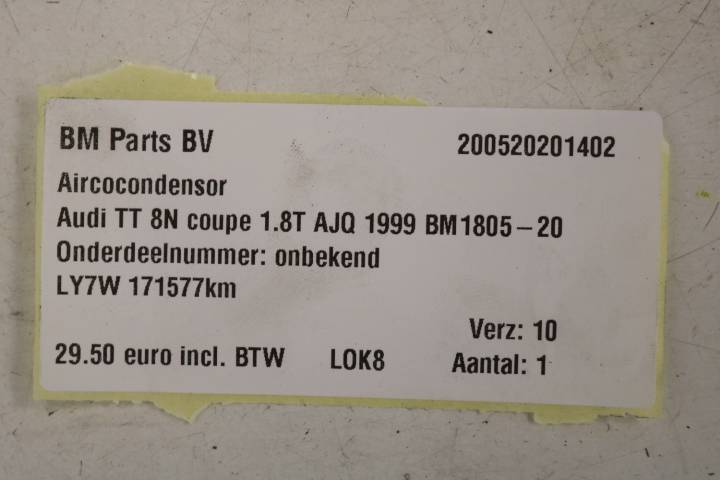 BM Parts BV 200520201402
Aircocondensor
Audi TT 8N coupe 1.8T AJQ 1999 BM1805-20
Onderdeelnummer: onbekend
LY7W 171577km
Verz: 10
29.50 euro incl. BTW LOK8 Aantal: 1